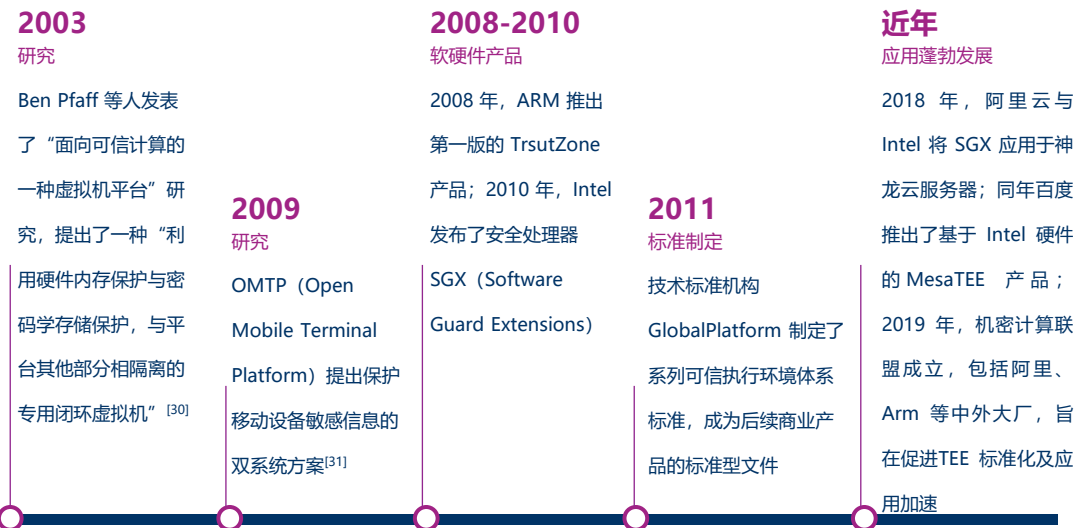 2003
研究
Ben Pfaff 等人发表
了“面向可信计算的
一种虚拟机平台”研
究，提出了一种“利
用硬件内存保护与密
码学存储保护，与平
台其他部分相隔离的
专用闭环虚拟机” [30]
2009
研究
OMTP（Open
Mobile Terminal
Platform）提出保护
移动设备敏感信息的
双系统方案[31]
2008-2010
软硬件产品
2008 年，ARM 推出
第一版的 TrsutZone
产品；2010 年，Intel
发布了安全处理器
SGX（Software
Guard Extensions）
2011
标准制定
技术标准机构
GlobalPlatform 制定了
系列可信执行环境体系
标准，成为后续商业产
品的标准型文件
近年
应用蓬勃发展
2018 年，阿里云与
Intel 将 SGX 应用于神
龙云服务器；同年百度
推出了基于 Intel 硬件
的 MesaTEE 产品；
2019 年，机密计算联
盟成立，包括阿里、
Arm 等中外大厂，旨
在促进TEE 标准化及应
用加速